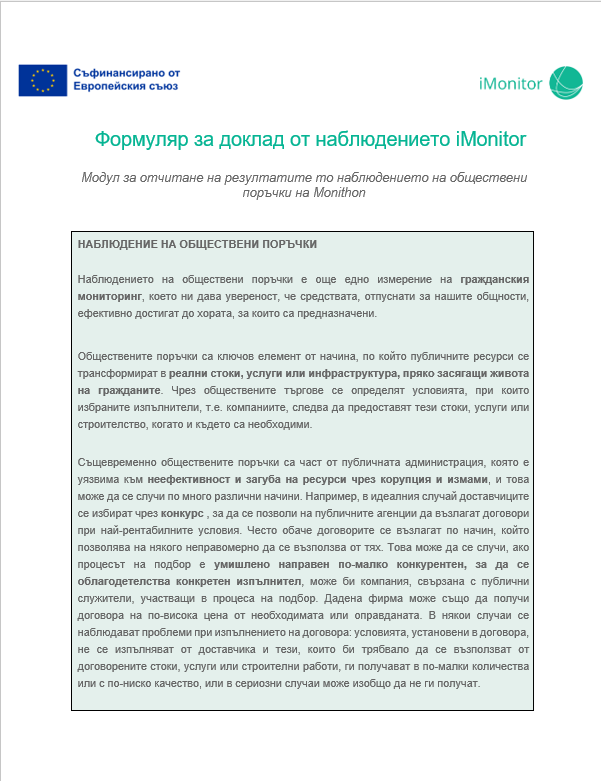 Съфинансирано от
Европейския съюз
iMonitor
Формуляр за доклад от наблюдението iMonitor
Модул за отчитане на резултатите то наблюдението на обществени
поръчки на Monithon
НАБЛЮДЕНИЕ НА ОБЩЕСТВЕНИ ПОРЪЧКИ
Наблюдението на обществени поръчки е още едно измерение на гражданския
мониторинг, което ни дава увереност, че средствата, отпуснати за нашите общности,
ефективно достигат до хората, за които са предназначени.
Обществените поръчки са ключов елемент от начина, по който публичните ресурси се
трансформират в реални стоки, услуги или инфраструктура, пряко засягащи живота
на гражданите. Чрез обществените търгове се определят условията, при които
избраните изпълнители, т.е. компаниите, следва да предоставят тези стоки, услуги или
строителство, когато и където са необходими.
Същевременно обществените поръчки са част от публичната администрация, която е
уязвима към неефективност и загуба на ресурси чрез корупция и измами, и това
може да се случи по много различни начини. Например, в идеалния случай доставчиците
се избират чрез конкурс , за да се позволи на публичните агенции да възлагат договори
при най-рентабилните условия. Често обаче договорите се възлагат по начин, който
позволява на някого неправомерно да се възползва от тях. Това може да се случи, ако
процесът на подбор е умишлено направен по-малко конкурентен, за да се
облагодетелства конкретен изпълнител, може би компания, свързана с публични
служители, участващи в процеса на подбор. Дадена фирма може също да получи
договора на по-висока цена от необходимата или оправданата. В някои случаи се
наблюдават проблеми при изпълнението на договора: условията, установени в договора,
не се изпълняват от доставчика и тези, които би трябвало да се възползват от
договорените стоки, услуги или строителни работи, ги получават в по-малки количества
или с по-ниско качество, или в сериозни случаи може изобщо да не ги получат.